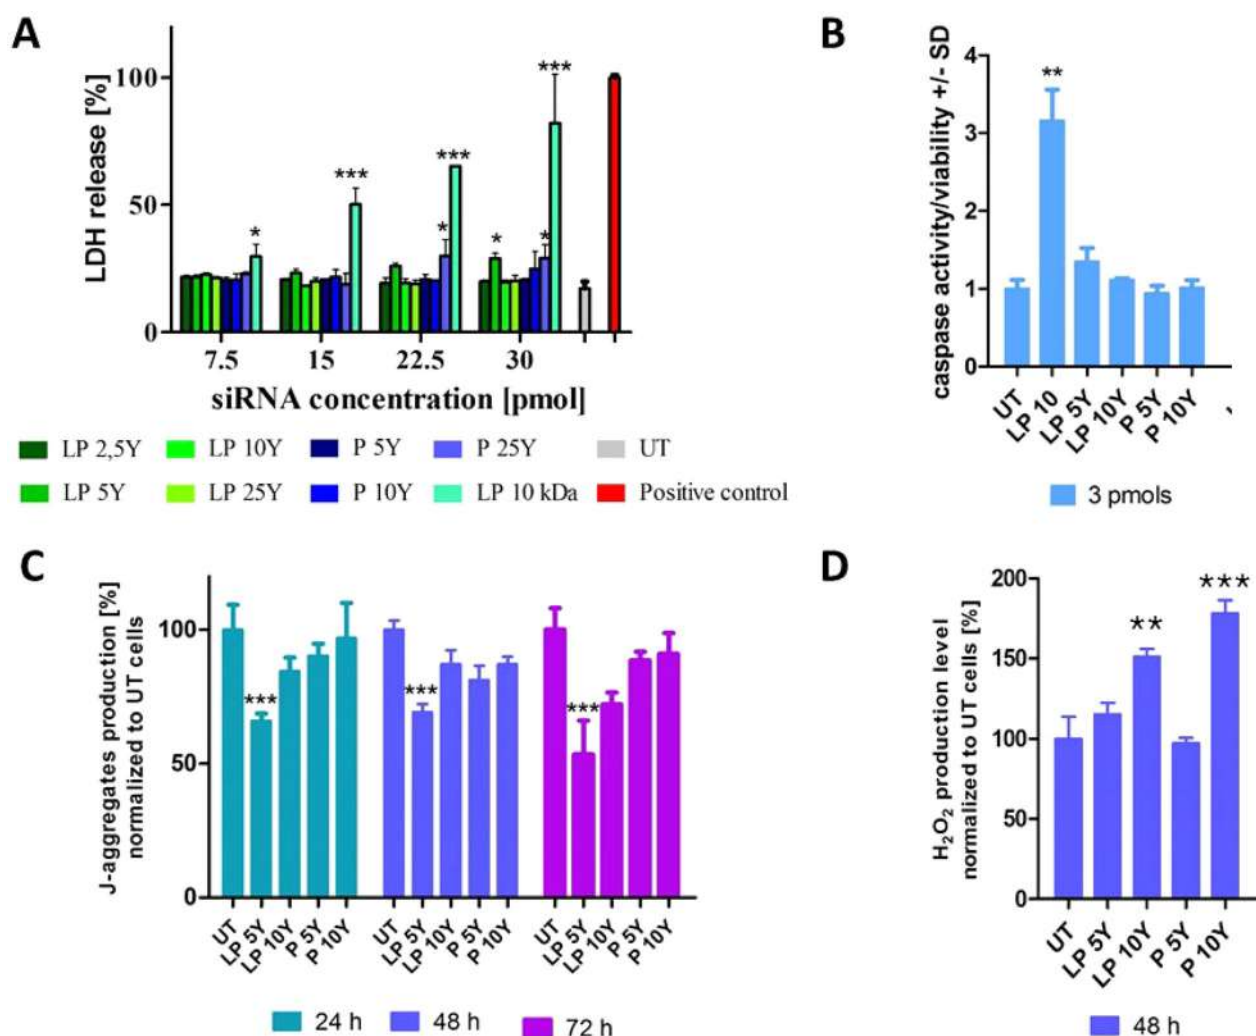 A
LDH release [%]
100
50
0
*
***
***
*
*
*
***
7.5 15 22.5 30
siRNA concentration [pmol]
LP 2,5Y LP 10Y P 5Y P 25Y UT
LP 5Y LP 25Y P 10Y LP 10 kDa Positive control
B
caspase activity/viability +/- SD
4
3
2
1
0
**
UT LP 10 LP 5Y LP 10Y P 5Y P 10Y ,
3 pmols
C
J-aggregates production [%]
normalized to UT cells
100
50
0
***
***
***
UT LP 5Y LP 10Y P 5Y P 10Y UT LP 5Y LP 10Y P 5Y P 10Y UT LP 5Y LP 10Y P 5Y P 10Y
24 h 48 h 72 h
D
H₂O₂ production level
normalized to UT cells [%]
200
150
100
50
0
**
***
UT LP 5Y LP 10Y P 5Y P 10Y
48 h